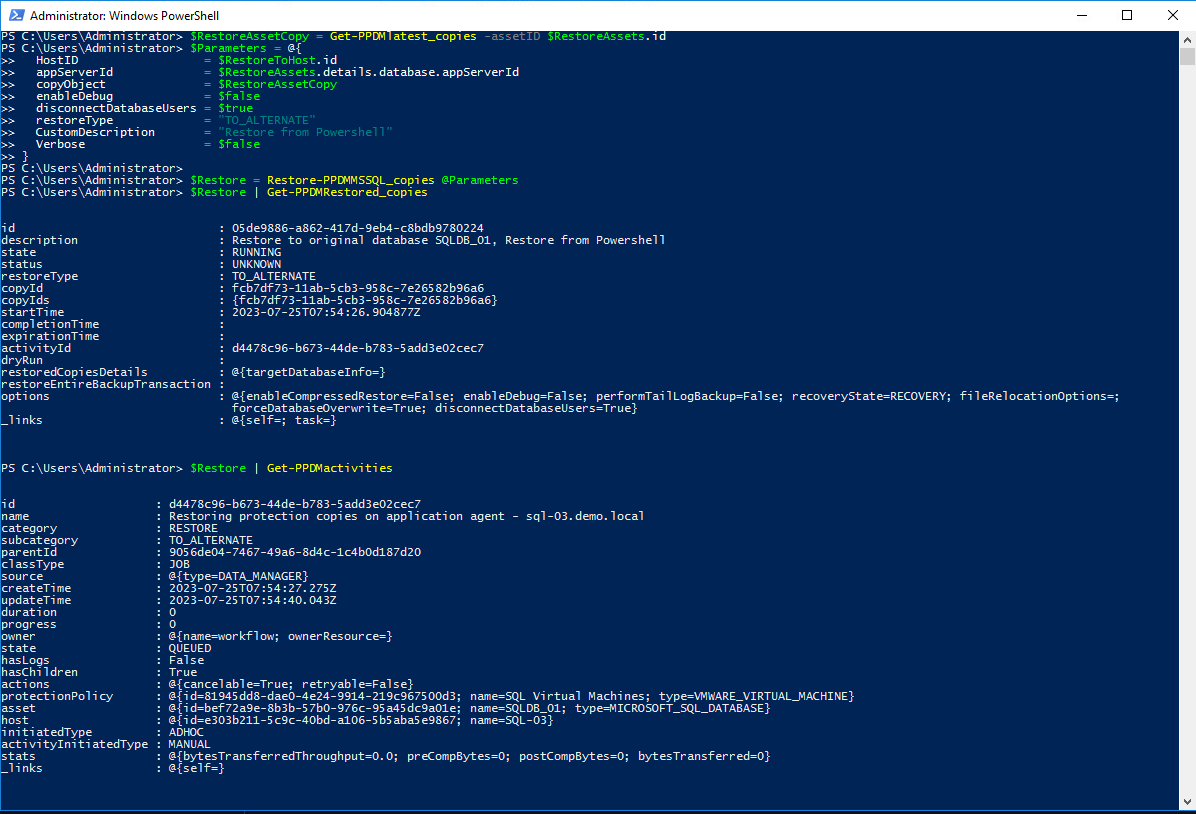 Administrator: Windows PowerShell
PS C:\Users\Administrator> $RestoreAssetCopy = Get-PPDMlatest_copies -assetID $RestoreAssets.id
PS C:\Users\Administrator> $Parameters = @{
>>   HostID                  = $RestoreToHost.id
>>   appServerId             = $RestoreAssets.details.database.appServerId
>>   copyObject              = $RestoreAssetCopy
>>   enableDebug             = $false
>>   disconnectDatabaseUsers = $true
>>   restoreType             = "TO_ALTERNATE"
>>   CustomDescription       = "Restore from Powershell"
>>   Verbose                 = $false
>> }
PS C:\Users\Administrator>
PS C:\Users\Administrator> $Restore = Restore-PPDMMSSQL_copies @Parameters
PS C:\Users\Administrator> $Restore | Get-PPDMRestored_copies
id                             : 05de9886-a862-417d-9eb4-c8bdb9780224
description                    : Restore to original database SQLDB_01, Restore from Powershell
state                          : RUNNING
status                         : UNKNOWN
restoreType                    : TO_ALTERNATE
copyId                         : fcb7df73-11ab-5cb3-958c-7e26582b96a6
copyIds                        : {fcb7df73-11ab-5cb3-958c-7e26582b96a6}
startTime                      : 2023-07-25T07:54:26.904877Z
completionTime                 :
expirationTime                 :
activityId                     : d4478c96-b673-44de-b783-5add3e02cec7
dryRun                         :
restoredCopiesDetails          : @{targetDatabaseInfo=}
restoreEntireBackupTransaction :
options                        : @{enableCompressedRestore=False; enableDebug=False; performTailLogBackup=False; recoveryState=RECOVERY; fileRelocationOptions=;
                                 forceDatabaseOverwrite=True; disconnectDatabaseUsers=True}
_links                         : @{self=; task=}
PS C:\Users\Administrator> $Restore | Get-PPDMactivities
id                    : d4478c96-b673-44de-b783-5add3e02cec7
name                  : Restoring protection copies on application agent - sql-03.demo.local
category              : RESTORE
subcategory           : TO_ALTERNATE
parentId              : 9056de04-7467-49a6-8d4c-1c4b0d187d20
classType             : JOB
source                : @{type=DATA_MANAGER}
createTime            : 2023-07-25T07:54:27.275Z
updateTime            : 2023-07-25T07:54:40.043Z
duration              : 0
progress              : 0
owner                 : @{name=workflow; ownerResource=}
state                 : QUEUED
hasLogs               : False
hasChildren           : True
actions               : @{cancelable=True; retryable=False}
protectionPolicy      : @{id=81945dd8-dae0-4e24-9914-219c967500d3; name=SQL Virtual Machines; type=VMWARE_VIRTUAL_MACHINE}
asset                 : @{id=bef72a9e-8b3b-57b0-976c-95a45dc9a01e; name=SQLDB_01; type=MICROSOFT_SQL_DATABASE}
host                  : @{id=e303b211-5c9c-40bd-a106-5b5aba5e9867; name=SQL-03}
initiatedType         : ADHOC
activityInitiatedType : MANUAL
stats                 : @{bytesTransferredThroughput=0.0; preCompBytes=0; postCompBytes=0; bytesTransferred=0}
_links                : @{self=}